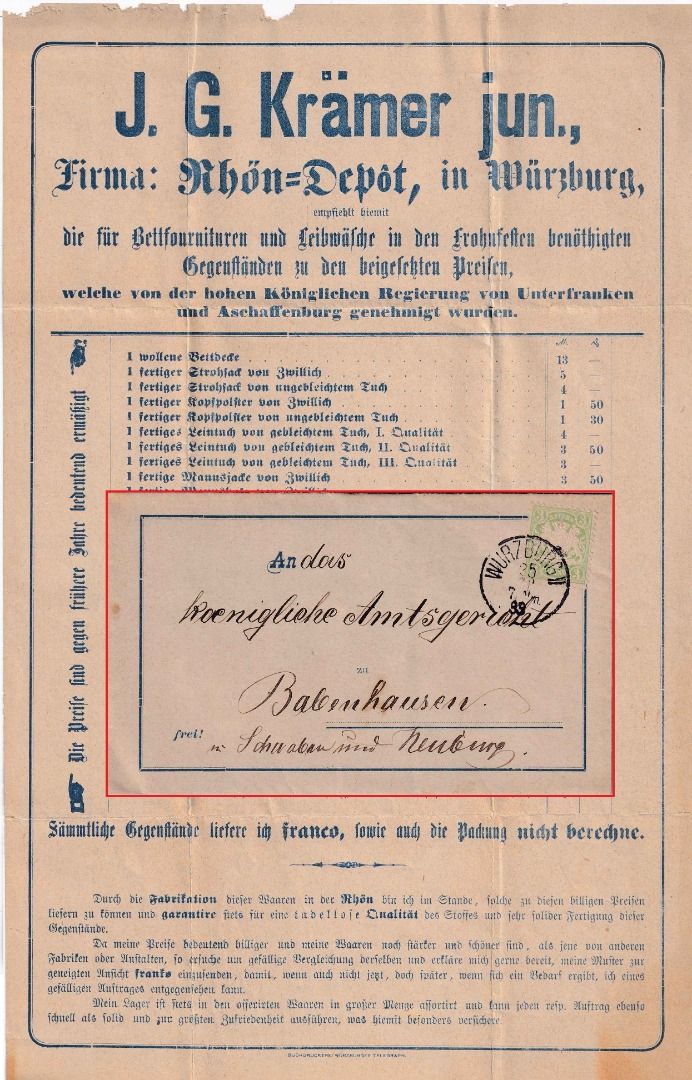 J. G. Krämer jun.,
Firma: Rhön=Depôt, in Würzburg,
empfiehlt hiemit
die für Bettfournituren und Leibwäsche in den Frohnfesten benöthigten
Gegenständen zu den beigesetzten Preisen,
welche von der hohen Königlichen Regierung von Unterfranken
und Aschaffenburg genehmigt wurden.
M. ₰
1 wollene Bettdecke 13 —
1 fertiger Strohsack von Zwillich 5 —
1 fertiger Strohsack von ungebleichtem Tuch 4 —
1 fertiger Kopfpolster von Zwillich 1 50
1 fertiger Kopfpolster von ungebleichtem Tuch 1 30
1 fertiges Leintuch von gebleichtem Tuch, I. Qualität 4 —
1 fertiges Leintuch von gebleichtem Tuch, II. Qualität 3 50
1 fertiges Leintuch von gebleichtem Tuch, III. Qualität 3 —
1 fertige Mannsjacke von Zwillich 3 50
Die Preise sind gegen frühere Jahre bedeutend ermäßigt
An das
koenigliche Amtsgericht
zu
Babenhausen.
frei!
in Schwaben und Neuburg.
WÜRZBURG II
25
7
89
3
Sämmtliche Gegenstände liefere ich franco, sowie auch die Packung nicht berechne.
Durch die Fabrikation dieser Waaren in der Rhön bin ich im Stande, solche zu diesen billigen Preisen
liefern zu können und garantire stets für eine tadellose Qualität des Stoffes und sehr solider Fertigung dieser
Gegenstände.
Da meine Preise bedeutend billiger und meine Waaren noch stärker und schöner sind, als jene von anderen
Fabriken oder Anstalten, so ersuche um gefällige Vergleichung derselben und erkläre mich gerne bereit, meine Muster zur
geneigten Ansicht franko einzusenden, damit, wenn auch nicht jetzt, doch später, wenn sich ein Bedarf ergibt, ich eines
gefälligen Auftrages entgegensehen kann.
Mein Lager ist stets in den offerirten Waaren in großer Menge assortirt und kann jeden resp. Auftrag ebenso
schnell als solid und zur größten Zufriedenheit ausführen, was hiemit besonders versichere.
BUCHDRUCKEREI WÜRZBURGER TELEGRAPH.